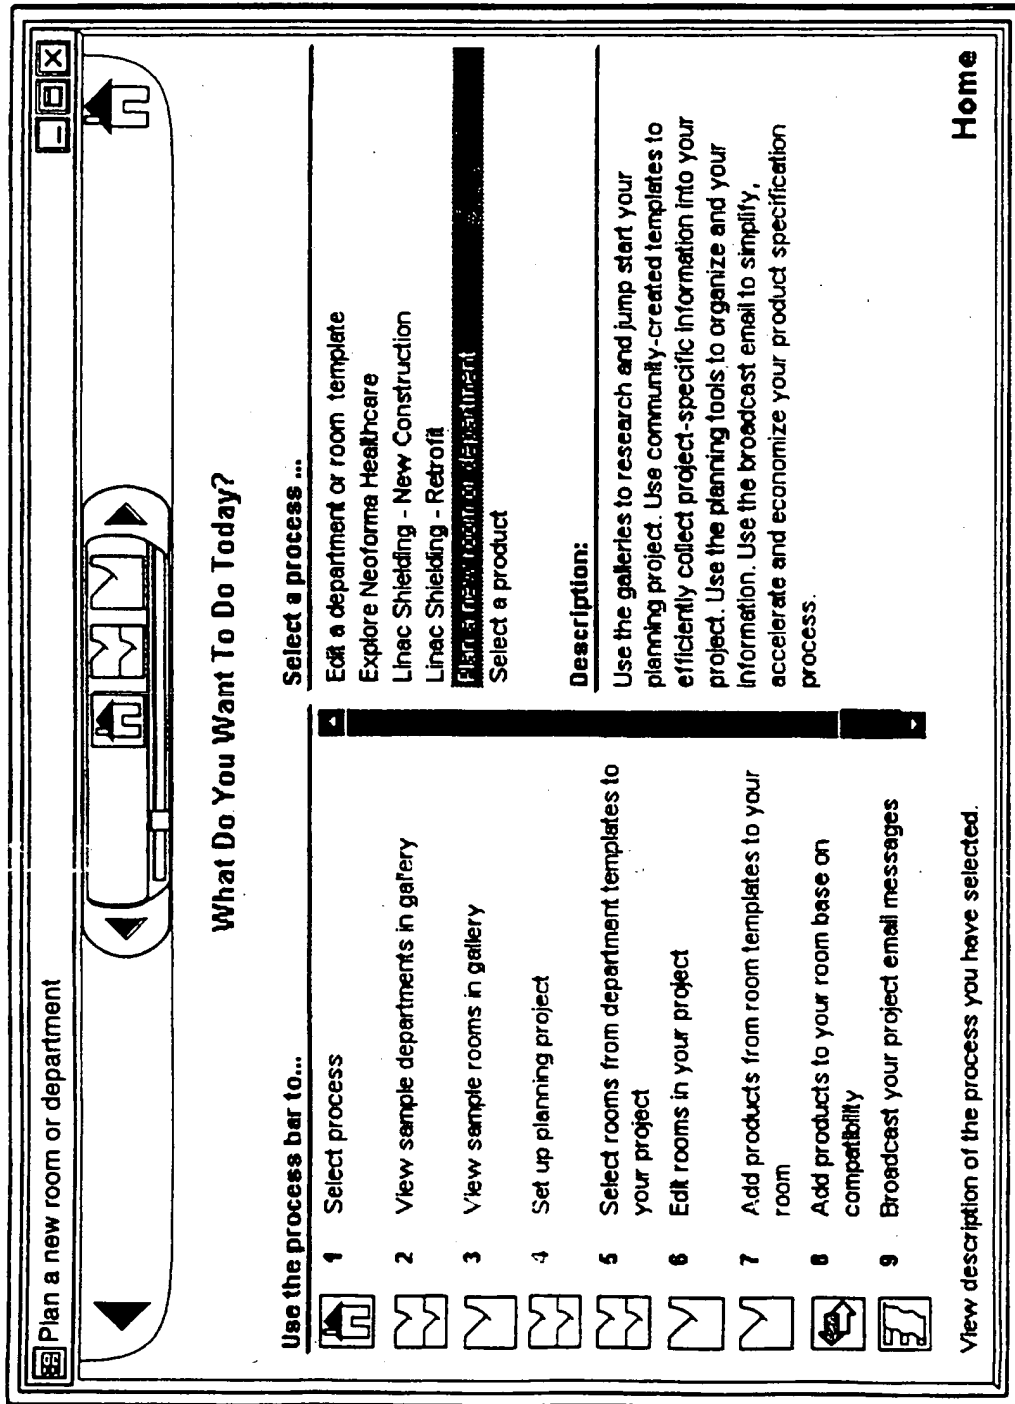 Plan a new room or department
What Do You Want To Do Today?
Use the process bar to...
1 Select process
2 View sample departments in gallery
3 View sample rooms in gallery
4 Set up planning project
5 Select rooms from department templates to
your project
6 Edit rooms in your project
7 Add products from room templates to your
room
8 Add products to your room base on
compatibility
9 Broadcast your project email messages
Select a process ...
Edit a department or room template
Explore Neoforma Healthcare
Linac Shielding - New Construction
Linac Shielding - Retrofit
Plan a new room or department
Select a product
Description:
Use the galleries to research and jump start your
planning project. Use community-created templates to
efficiently collect project-specific information into your
project. Use the planning tools to organize and your
information. Use the broadcast email to simplify,
accelerate and economize your product specification
process.
View description of the process you have selected.
Home